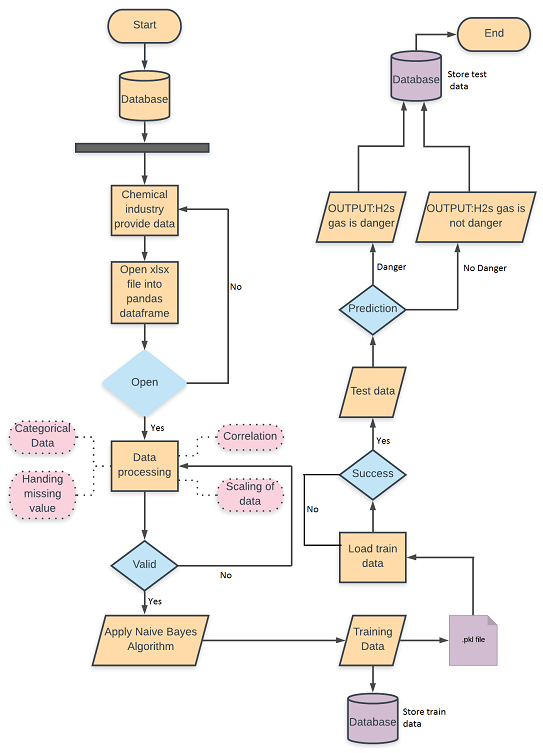 Start
Database
Chemical
industry
provide data
Open xlsx
file into
pandas
dataframe
No
Open
Yes
Categorical
Data
Correlation
Data
processing
Handing
missing
value
Scaling of
data
Valid
No
Yes
Apply Naive Bayes
Algorithm
Training
Data
.pkl file
Database
Store train
data
Load train
data
No
Success
Yes
Test data
Prediction
Danger
No Danger
OUTPUT:H2s
gas is danger
OUTPUT:H2s gas is
not danger
Database
Store test
data
End